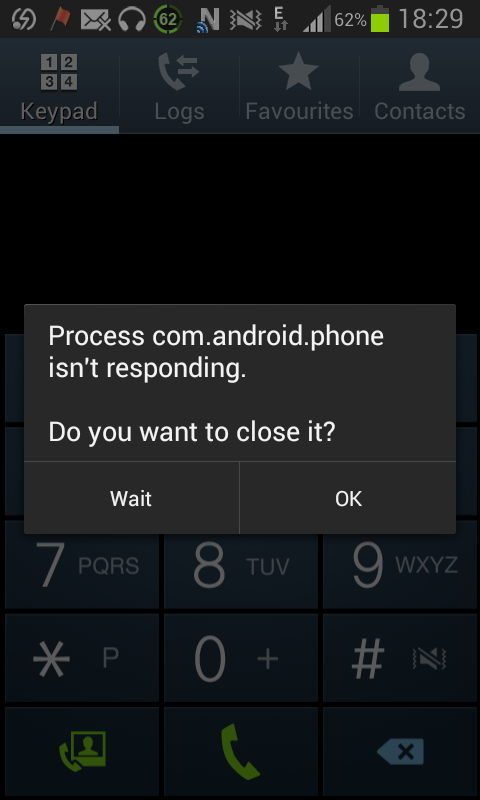 62 N E 62% 18:29
1 2
3 4
Keypad Logs Favourites Contacts
Process com.android.phone
isn't responding.
Do you want to close it?
Wait OK
7 PQRS 8 TUV 9 WXYZ
* P 0 + #